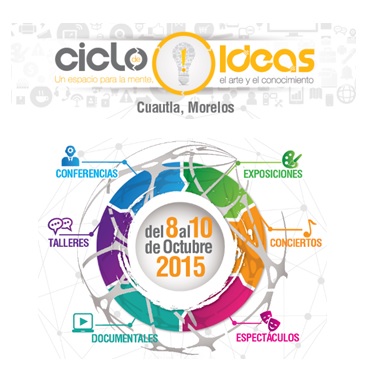 ciclo de ideas
Un espacio para la mente, el arte y el conocimiento
Cuautla, Morelos
CONFERENCIAS
EXPOSICIONES
TALLERES
CONCIERTOS
DOCUMENTALES
ESPECTACULOS
del 8 al 10
de Octubre
2015